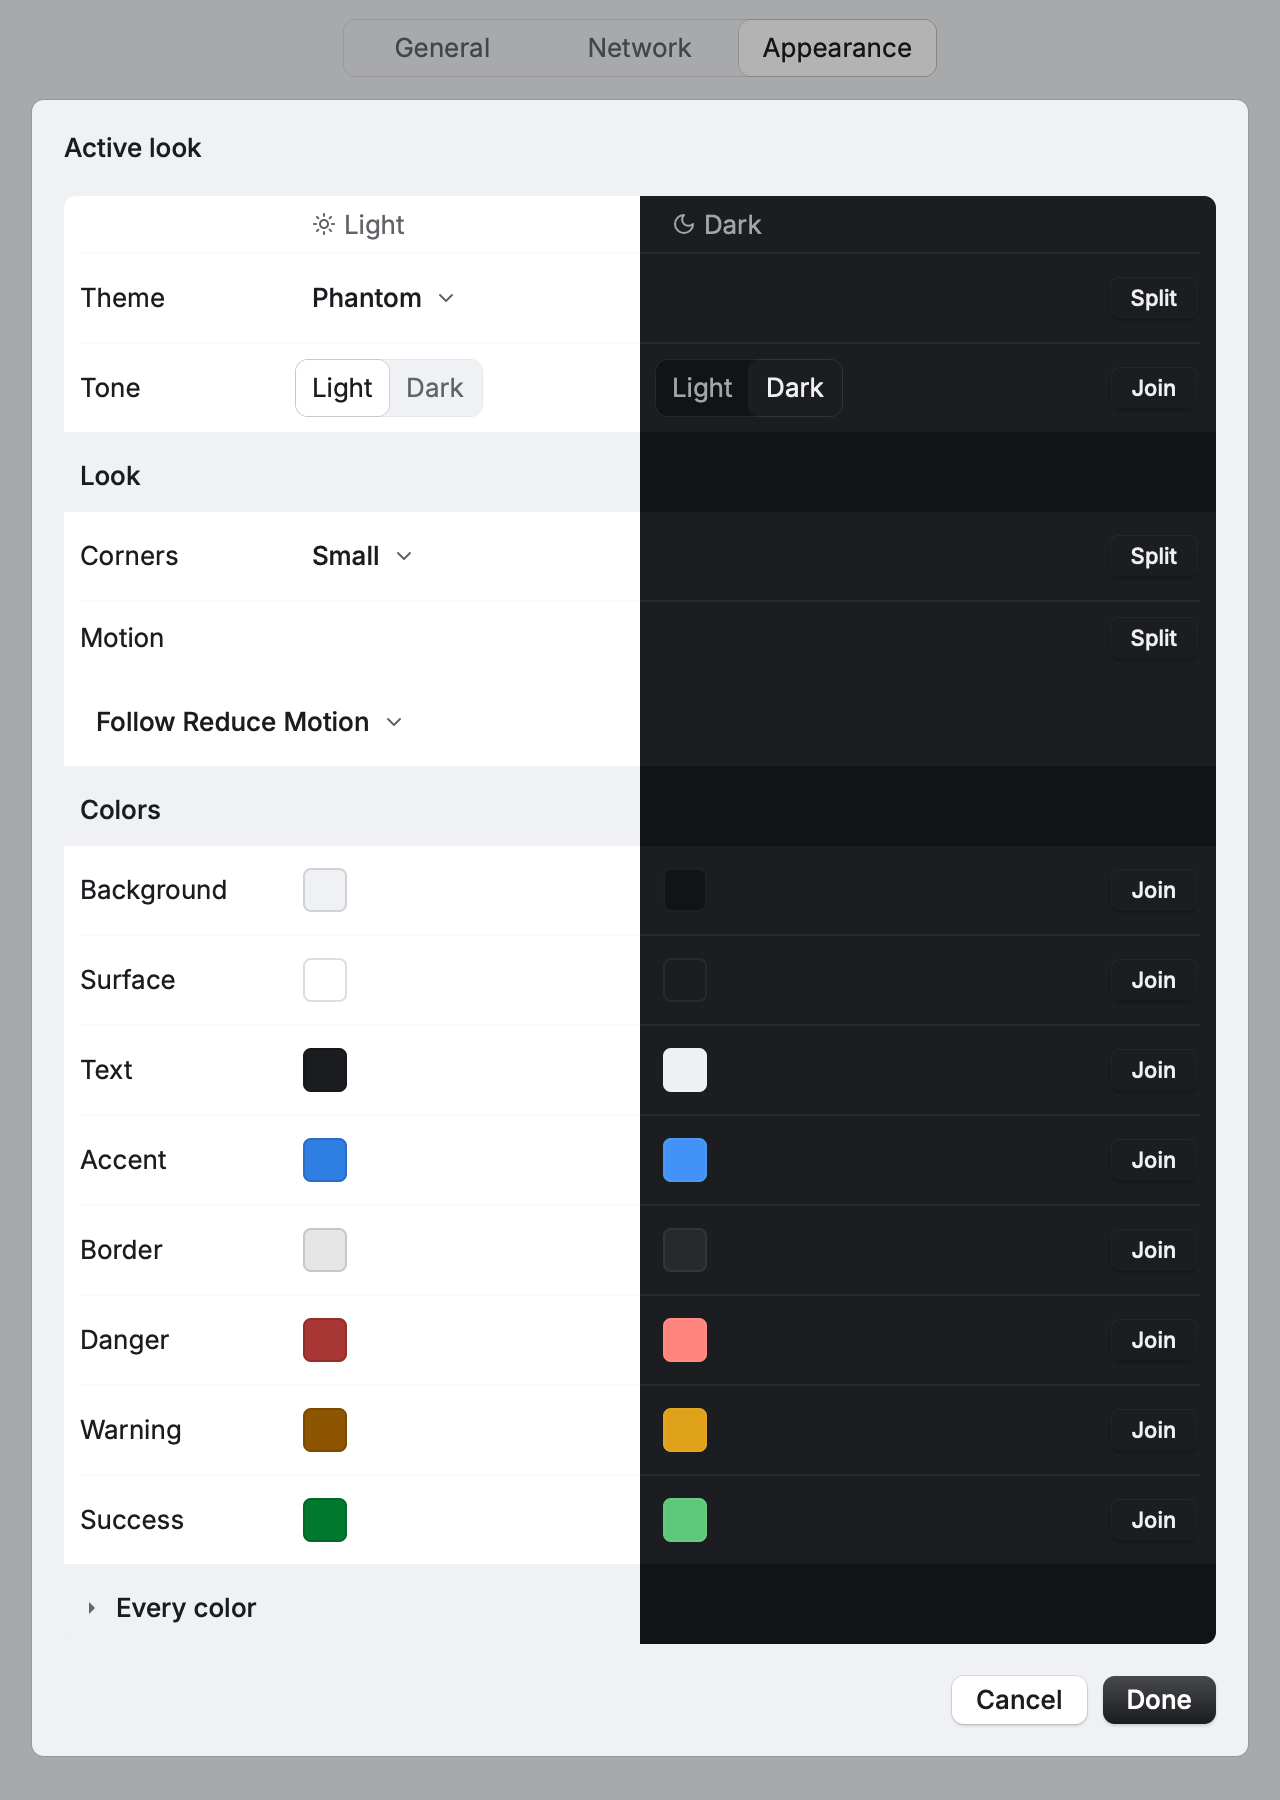 General Network Appearance
Active look
Light Dark
Theme Phantom Split
Tone Light Dark Light Dark Join
Look
Corners Small Split
Motion Split
Follow Reduce Motion
Colors
Background Join
Surface Join
Text Join
Accent Join
Border Join
Danger Join
Warning Join
Success Join
Every color
Cancel Done